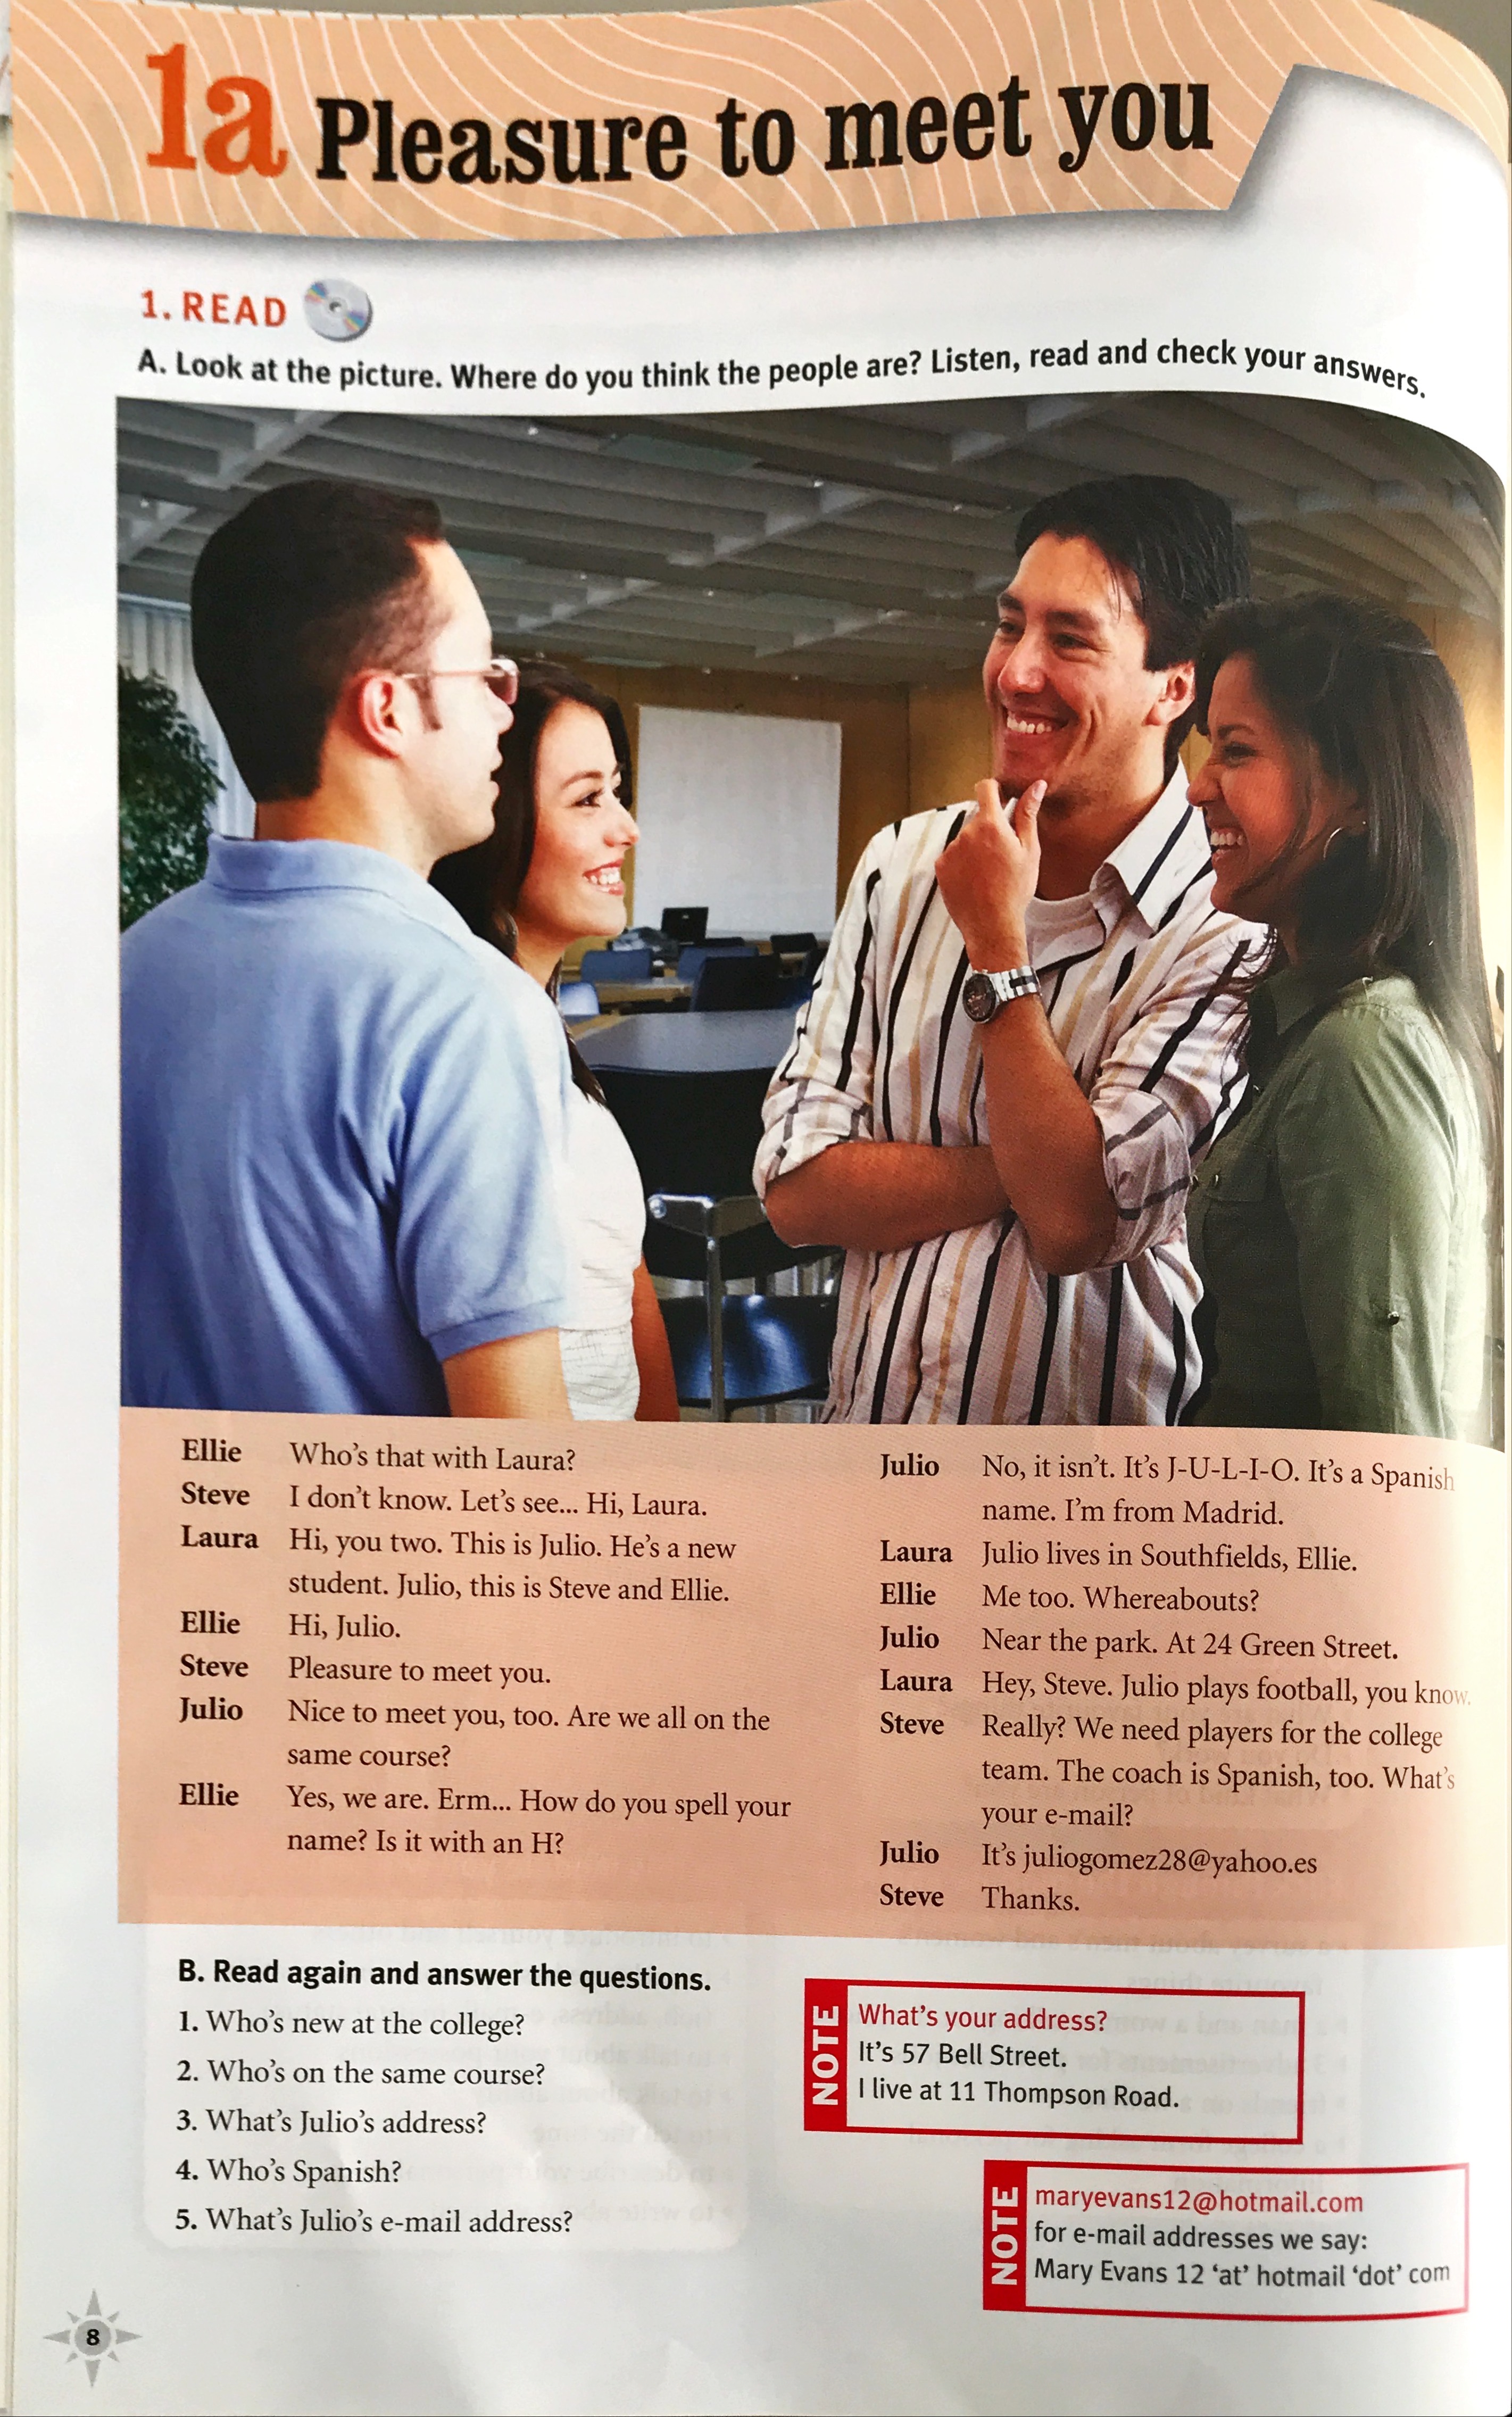 1a Pleasure to meet you
1. READ
A. Look at the picture. Where do you think the people are? Listen, read and check your answers.
Ellie Who's that with Laura?
Steve I don't know. Let's see... Hi, Laura.
Laura Hi, you two. This is Julio. He's a new
student. Julio, this is Steve and Ellie.
Ellie Hi, Julio.
Steve Pleasure to meet you.
Julio Nice to meet you, too. Are we all on the
same course?
Ellie Yes, we are. Erm... How do you spell your
name? Is it with an H?
Julio No, it isn't. It's J-U-L-I-O. It's a Spanish
name. I'm from Madrid.
Laura Julio lives in Southfields, Ellie.
Ellie Me too. Whereabouts?
Julio Near the park. At 24 Green Street.
Laura Hey, Steve. Julio plays football, you know.
Steve Really? We need players for the college
team. The coach is Spanish, too. What's
your e-mail?
Julio It's juliogomez28@yahoo.es
Steve Thanks.
B. Read again and answer the questions.
1. Who's new at the college?
2. Who's on the same course?
3. What's Julio's address?
4. Who's Spanish?
5. What's Julio's e-mail address?
NOTE
What's your address?
It's 57 Bell Street.
I live at 11 Thompson Road.
NOTE
maryevans12@hotmail.com
for e-mail addresses we say:
Mary Evans 12 'at' hotmail 'dot' com
8